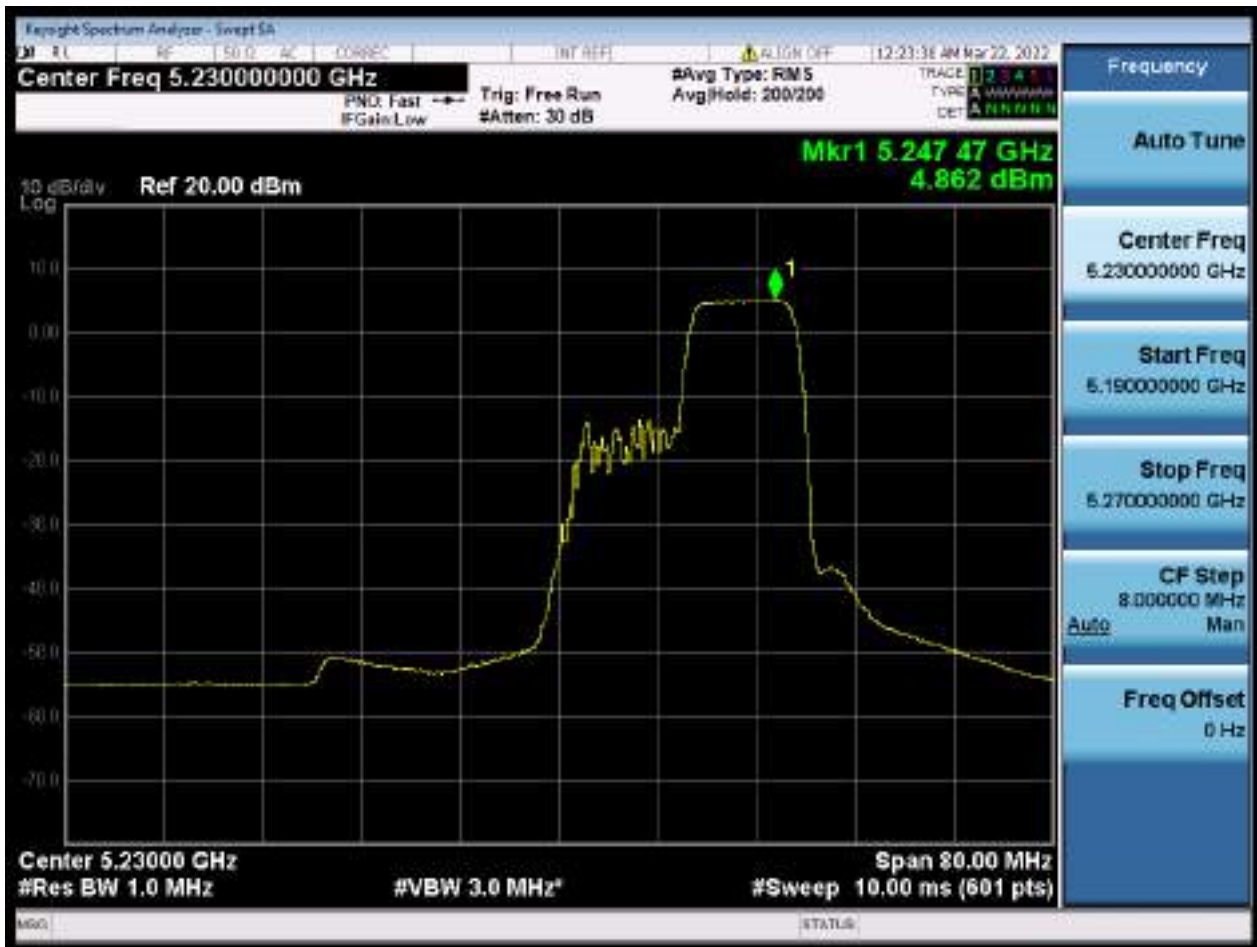 Keysight Spectrum Analyzer - Swept SA
RL RF 50 Ω AC CORREC INT REF ALIGN OFF 12:23:38 AM Mar 22, 2022
Center Freq 5.230000000 GHz
PNO: Fast
IFGain:Low
Trig: Free Run
#Atten: 30 dB
#Avg Type: RMS
Avg|Hold: 200/200
TRACE 1 2 3 4 5 6
TYPE A WWWWW
DET A N N N N N
Mkr1 5.247 47 GHz
4.862 dBm
10 dB/div Ref 20.00 dBm
Log
10.0
0.00
-10.0
-20.0
-30.0
-40.0
-50.0
-60.0
-70.0
1
Center 5.23000 GHz Span 80.00 MHz
#Res BW 1.0 MHz #VBW 3.0 MHz* #Sweep 10.00 ms (601 pts)
MSG STATUS
Frequency
Auto Tune
Center Freq
5.230000000 GHz
Start Freq
5.190000000 GHz
Stop Freq
5.270000000 GHz
CF Step
8.000000 MHz
Auto Man
Freq Offset
0 Hz